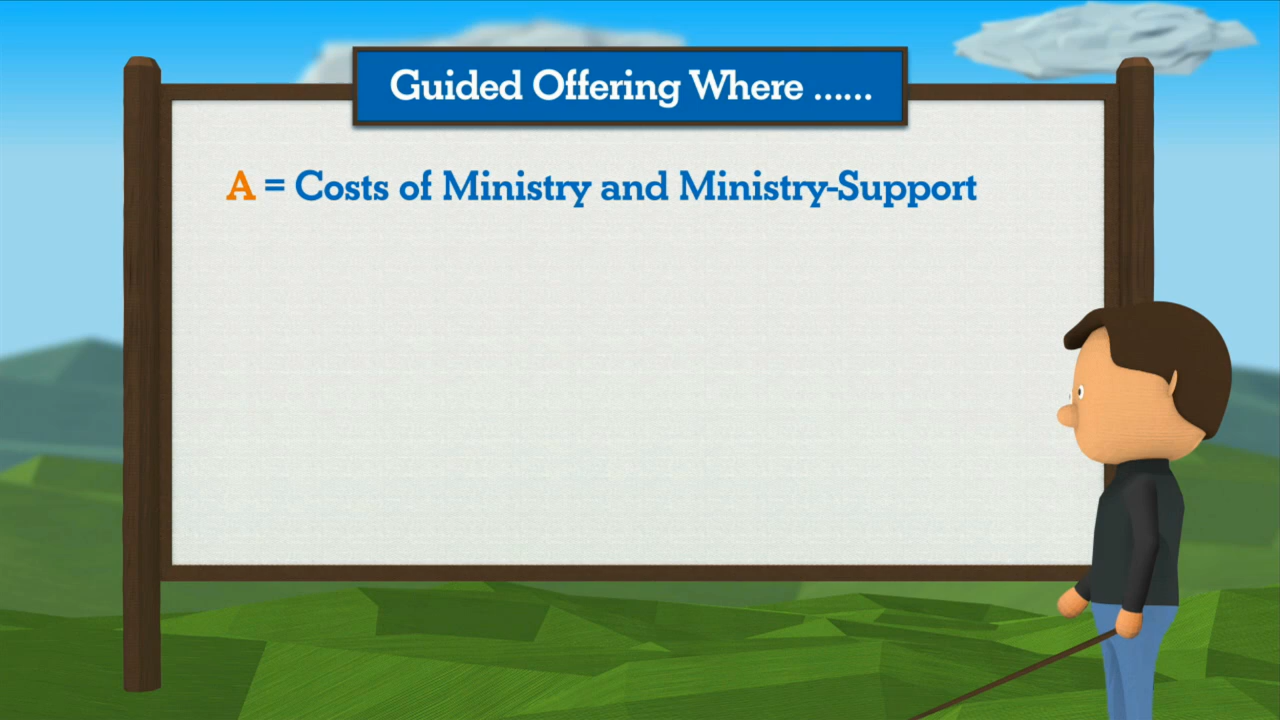 Guided Offering Where ......
A = Costs of Ministry and Ministry-Support